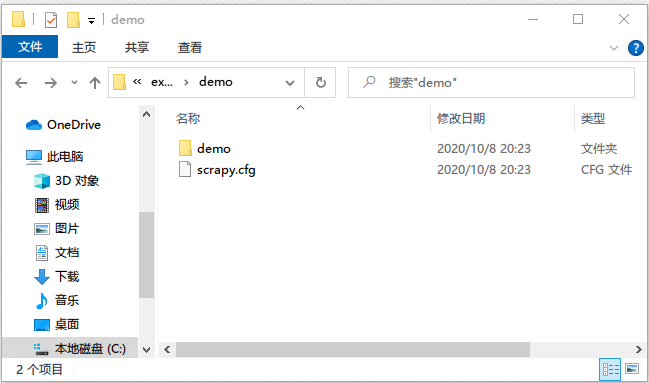 demo
文件 主页 共享 查看
« ex... › demo 搜索"demo"
名称 修改日期 类型
OneDrive
此电脑
3D 对象
视频
图片
文档
下载
音乐
桌面
本地磁盘 (C:)
demo 2020/10/8 20:23 文件夹
scrapy.cfg 2020/10/8 20:23 CFG 文件
2 个项目